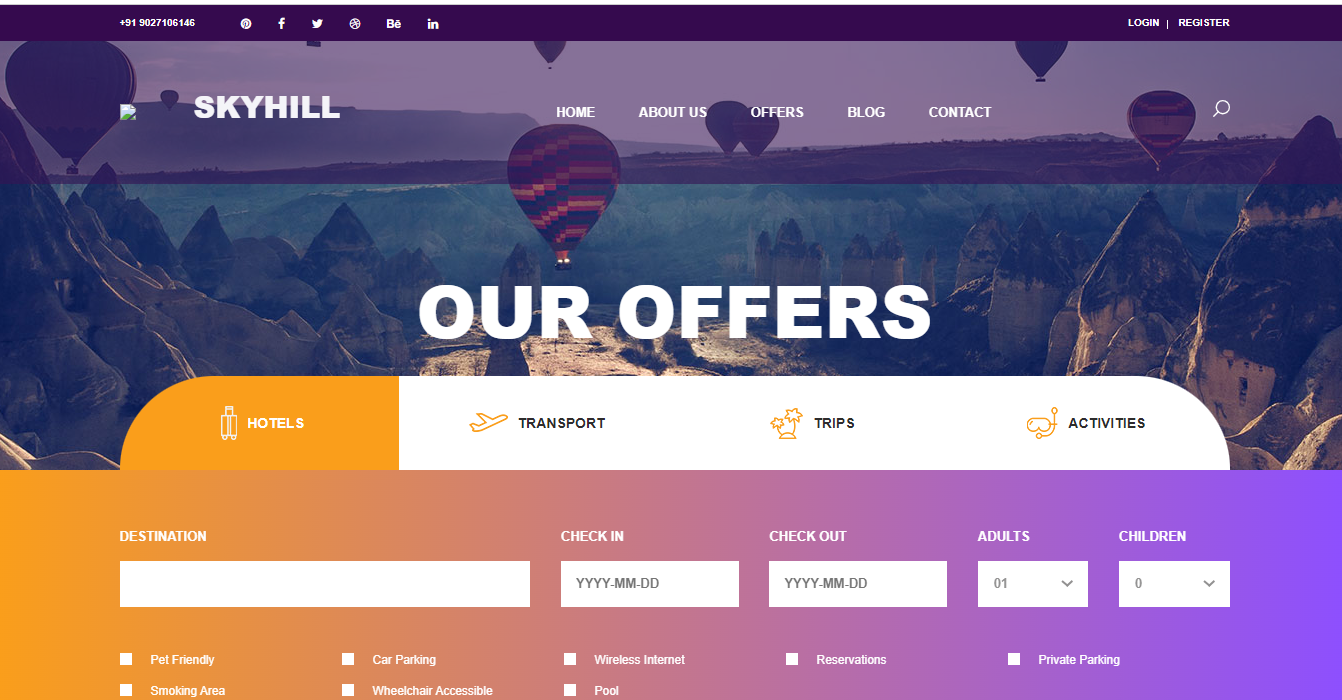 +91 9027106146 Bē in LOGIN | REGISTER
SKYHILL HOME ABOUT US OFFERS BLOG CONTACT
OUR OFFERS
HOTELS TRANSPORT TRIPS ACTIVITIES
DESTINATION CHECK IN CHECK OUT ADULTS CHILDREN
YYYY-MM-DD YYYY-MM-DD 01 0
Pet Friendly Car Parking Wireless Internet Reservations Private Parking
Smoking Area Wheelchair Accessible Pool